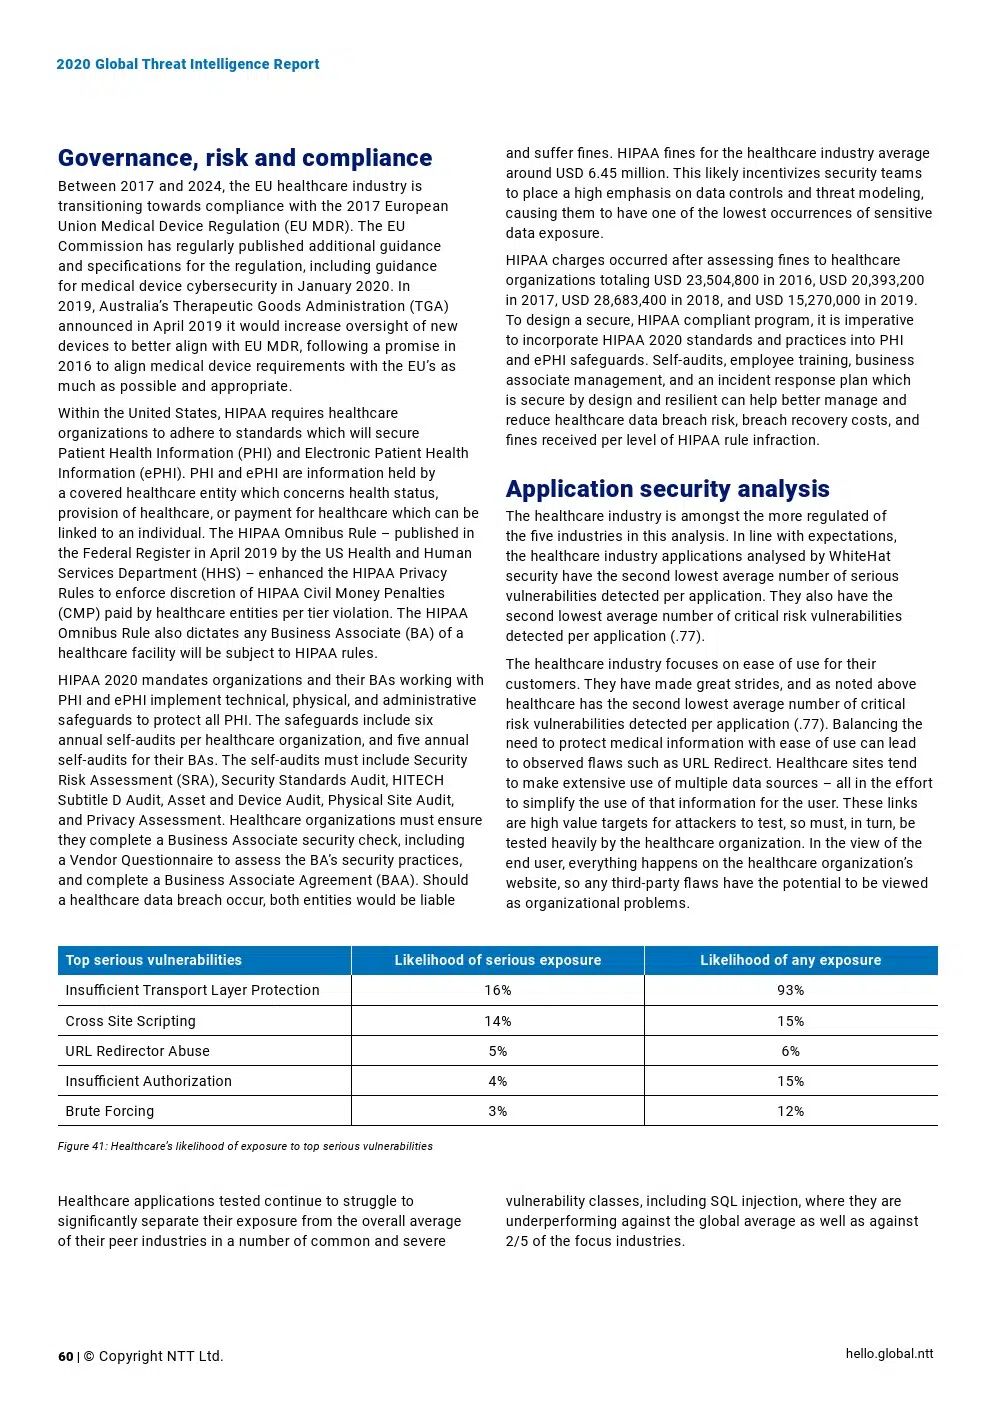 2020 Global Threat Intelligence Report
Governance, risk and compliance
Between 2017 and 2024, the EU healthcare industry is
transitioning towards compliance with the 2017 European
Union Medical Device Regulation (EU MDR). The EU
Commission has regularly published additional guidance
and specifications for the regulation, including guidance
for medical device cybersecurity in January 2020. In
2019, Australia’s Therapeutic Goods Administration (TGA)
announced in April 2019 it would increase oversight of new
devices to better align with EU MDR, following a promise in
2016 to align medical device requirements with the EU’s as
much as possible and appropriate.
Within the United States, HIPAA requires healthcare
organizations to adhere to standards which will secure
Patient Health Information (PHI) and Electronic Patient Health
Information (ePHI). PHI and ePHI are information held by
a covered healthcare entity which concerns health status,
provision of healthcare, or payment for healthcare which can be
linked to an individual. The HIPAA Omnibus Rule – published in
the Federal Register in April 2019 by the US Health and Human
Services Department (HHS) – enhanced the HIPAA Privacy
Rules to enforce discretion of HIPAA Civil Money Penalties
(CMP) paid by healthcare entities per tier violation. The HIPAA
Omnibus Rule also dictates any Business Associate (BA) of a
healthcare facility will be subject to HIPAA rules.
HIPAA 2020 mandates organizations and their BAs working with
PHI and ePHI implement technical, physical, and administrative
safeguards to protect all PHI. The safeguards include six
annual self-audits per healthcare organization, and five annual
self-audits for their BAs. The self-audits must include Security
Risk Assessment (SRA), Security Standards Audit, HITECH
Subtitle D Audit, Asset and Device Audit, Physical Site Audit,
and Privacy Assessment. Healthcare organizations must ensure
they complete a Business Associate security check, including
a Vendor Questionnaire to assess the BA’s security practices,
and complete a Business Associate Agreement (BAA). Should
a healthcare data breach occur, both entities would be liable
and suffer fines. HIPAA fines for the healthcare industry average
around USD 6.45 million. This likely incentivizes security teams
to place a high emphasis on data controls and threat modeling,
causing them to have one of the lowest occurrences of sensitive
data exposure.
HIPAA charges occurred after assessing fines to healthcare
organizations totaling USD 23,504,800 in 2016, USD 20,393,200
in 2017, USD 28,683,400 in 2018, and USD 15,270,000 in 2019.
To design a secure, HIPAA compliant program, it is imperative
to incorporate HIPAA 2020 standards and practices into PHI
and ePHI safeguards. Self-audits, employee training, business
associate management, and an incident response plan which
is secure by design and resilient can help better manage and
reduce healthcare data breach risk, breach recovery costs, and
fines received per level of HIPAA rule infraction.
Application security analysis
The healthcare industry is amongst the more regulated of
the five industries in this analysis. In line with expectations,
the healthcare industry applications analysed by WhiteHat
security have the second lowest average number of serious
vulnerabilities detected per application. They also have the
second lowest average number of critical risk vulnerabilities
detected per application (.77).
The healthcare industry focuses on ease of use for their
customers. They have made great strides, and as noted above
healthcare has the second lowest average number of critical
risk vulnerabilities detected per application (.77). Balancing the
need to protect medical information with ease of use can lead
to observed flaws such as URL Redirect. Healthcare sites tend
to make extensive use of multiple data sources – all in the effort
to simplify the use of that information for the user. These links
are high value targets for attackers to test, so must, in turn, be
tested heavily by the healthcare organization. In the view of the
end user, everything happens on the healthcare organization’s
website, so any third-party flaws have the potential to be viewed
as organizational problems.
Top serious vulnerabilities Likelihood of serious exposure Likelihood of any exposure
Insufficient Transport Layer Protection 16% 93%
Cross Site Scripting 14% 15%
URL Redirector Abuse 5% 6%
Insufficient Authorization 4% 15%
Brute Forcing 3% 12%
Figure 41: Healthcare’s likelihood of exposure to top serious vulnerabilities
Healthcare applications tested continue to struggle to
significantly separate their exposure from the overall average
of their peer industries in a number of common and severe
vulnerability classes, including SQL injection, where they are
underperforming against the global average as well as against
2/5 of the focus industries.
60 | © Copyright NTT Ltd.
hello.global.ntt